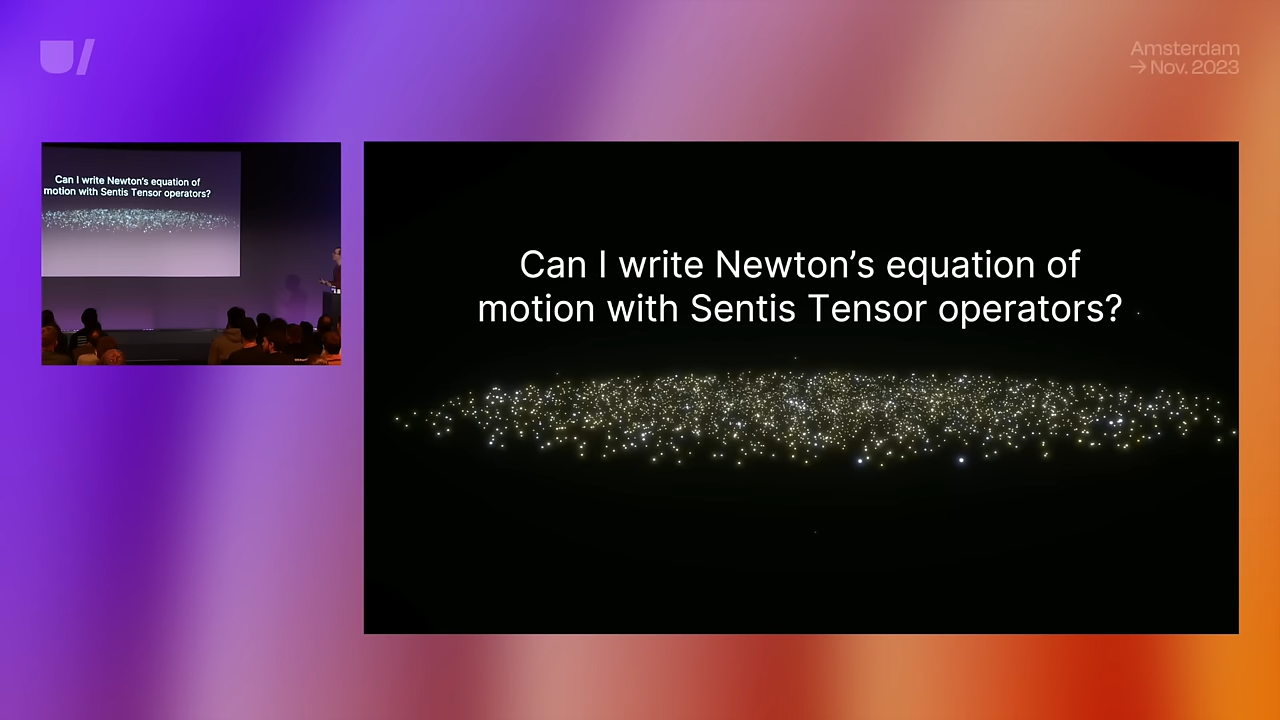 Amsterdam
→ Nov. 2023
Can I write Newton's equation of
motion with Sentis Tensor operators?
Can I write Newton’s equation of
motion with Sentis Tensor operators?